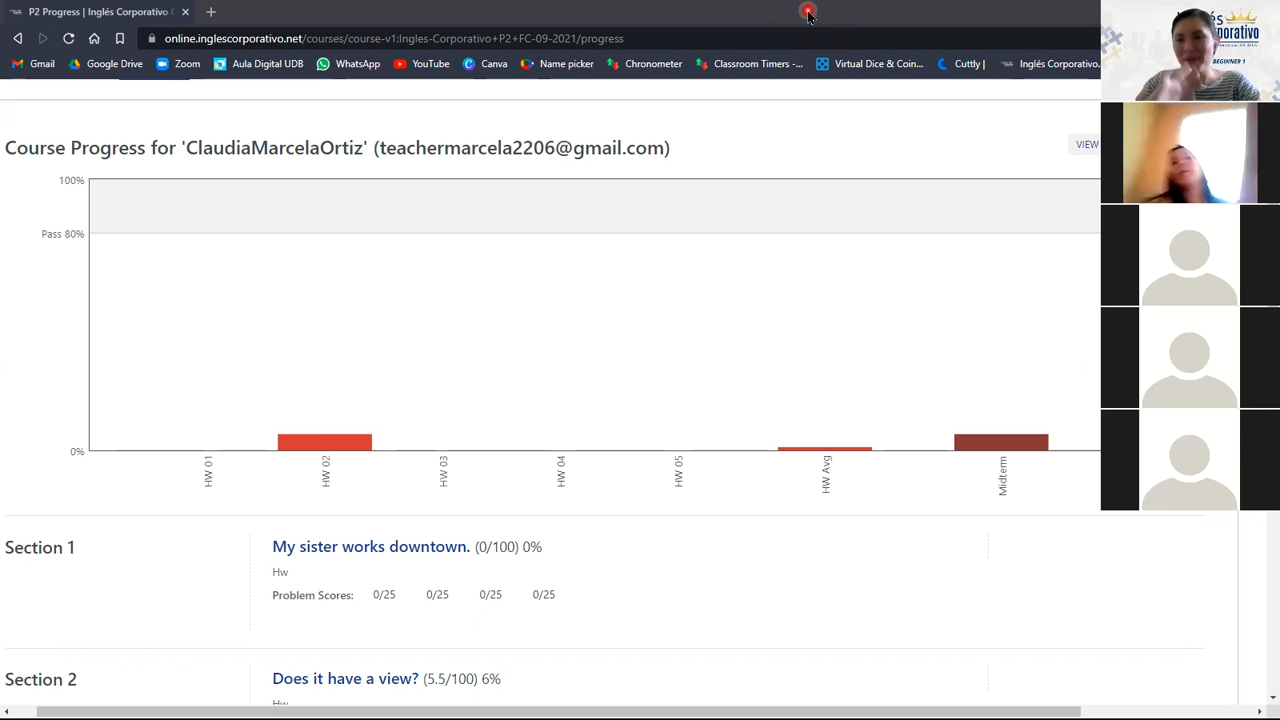 P2 Progress | Inglés Corporativo
online.inglescorporativo.net/courses/course-v1:Ingles-Corporativo+P2+FC-09-2021/progress
Gmail Google Drive Zoom Aula Digital UDB WhatsApp YouTube Canva Name picker Chronometer Classroom Timers -... Virtual Dice & Coin... Cuttly | Inglés Corporativo.
BEGINNER 1
Course Progress for 'ClaudiaMarcelaOrtiz' (teachermarcela2206@gmail.com)
VIEW
100%
Pass 80%
0%
HW 01
HW 02
HW 03
HW 04
HW 05
HW Avg
Midterm
Section 1
My sister works downtown. (0/100) 0%
Hw
Problem Scores: 0/25 0/25 0/25 0/25
Section 2
Does it have a view? (5.5/100) 6%
Hw